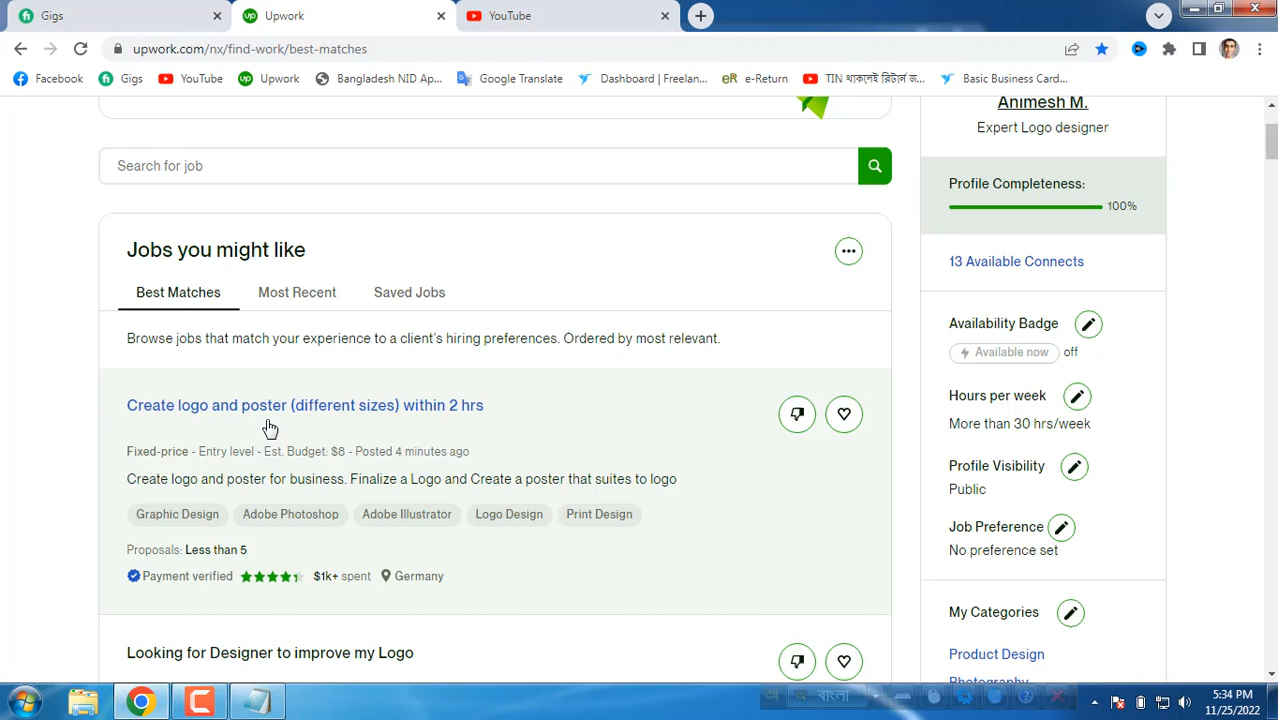 Gigs
Upwork
YouTube
upwork.com/nx/find-work/best-matches
Facebook
Gigs
YouTube
Upwork
Bangladesh NID Ap...
Google Translate
Dashboard | Freelan...
e-Return
TIN থাকলেই রিটার্ন জ...
Basic Business Card...
Animesh M.
Expert Logo designer
Search for job
Profile Completeness:
100%
Jobs you might like
13 Available Connects
Best Matches Most Recent Saved Jobs
Availability Badge
Available now off
Browse jobs that match your experience to a client's hiring preferences. Ordered by most relevant.
Hours per week
More than 30 hrs/week
Create logo and poster (different sizes) within 2 hrs
Fixed-price - Entry level - Est. Budget: $8 - Posted 4 minutes ago
Profile Visibility
Public
Create logo and poster for business. Finalize a Logo and Create a poster that suites to logo
Graphic Design Adobe Photoshop Adobe Illustrator Logo Design Print Design
Job Preference
No preference set
Proposals: Less than 5
Payment verified $1k+ spent Germany
My Categories
Looking for Designer to improve my Logo
Product Design
Photography
বাংলা
5:34 PM
11/25/2022